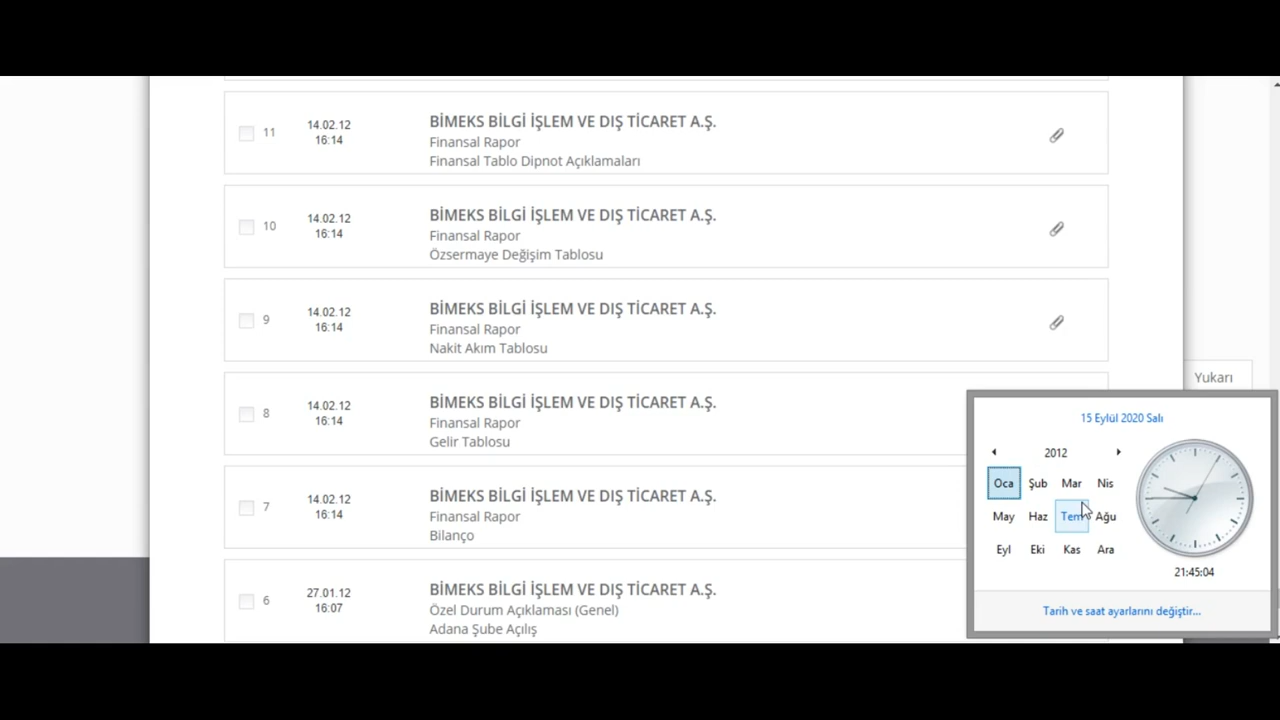 11
14.02.12
16:14
BİMEKS BİLGİ İŞLEM VE DIŞ TİCARET A.Ş.
Finansal Rapor
Finansal Tablo Dipnot Açıklamaları
10
14.02.12
16:14
BİMEKS BİLGİ İŞLEM VE DIŞ TİCARET A.Ş.
Finansal Rapor
Özsermaye Değişim Tablosu
9
14.02.12
16:14
BİMEKS BİLGİ İŞLEM VE DIŞ TİCARET A.Ş.
Finansal Rapor
Nakit Akım Tablosu
8
14.02.12
16:14
BİMEKS BİLGİ İŞLEM VE DIŞ TİCARET A.Ş.
Finansal Rapor
Gelir Tablosu
7
14.02.12
16:14
BİMEKS BİLGİ İŞLEM VE DIŞ TİCARET A.Ş.
Finansal Rapor
Bilanço
6
27.01.12
16:07
BİMEKS BİLGİ İŞLEM VE DIŞ TİCARET A.Ş.
Özel Durum Açıklaması (Genel)
Adana Şube Açılış
Yukarı
15 Eylül 2020 Salı
2012
Oca Şub Mar Nis
May Haz Tem Ağu
Eyl Eki Kas Ara
21:45:04
Tarih ve saat ayarlarını değiştir...